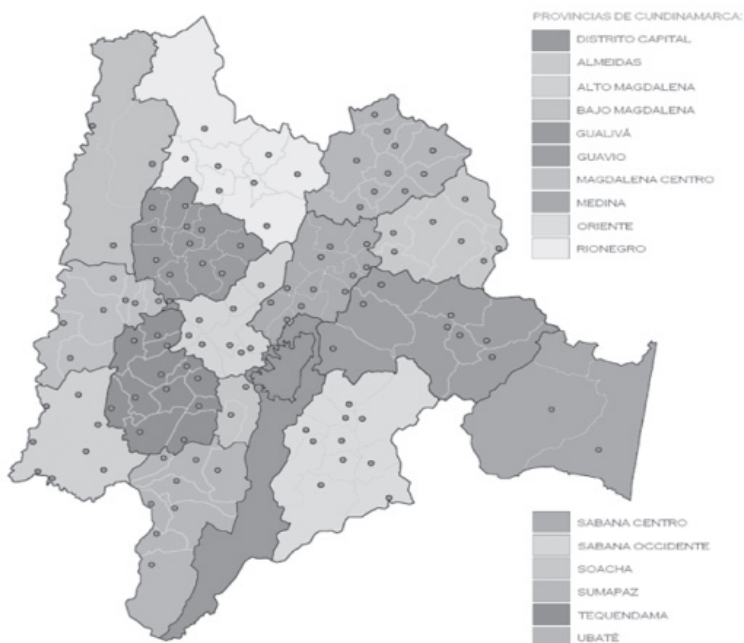 PROVINCIAS DE CUNDINAMARCA:
DISTRITO CAPITAL
ALMEIDAS
ALTO MAGDALENA
BAJO MAGDALENA
GUALIVÁ
GUAVIO
MAGDALENA CENTRO
MEDINA
ORIENTE
RIONEGRO
SABANA CENTRO
SABANA OCCIDENTE
SOACHA
SUMAPAZ
TEQUENDAMA
UBATÉ